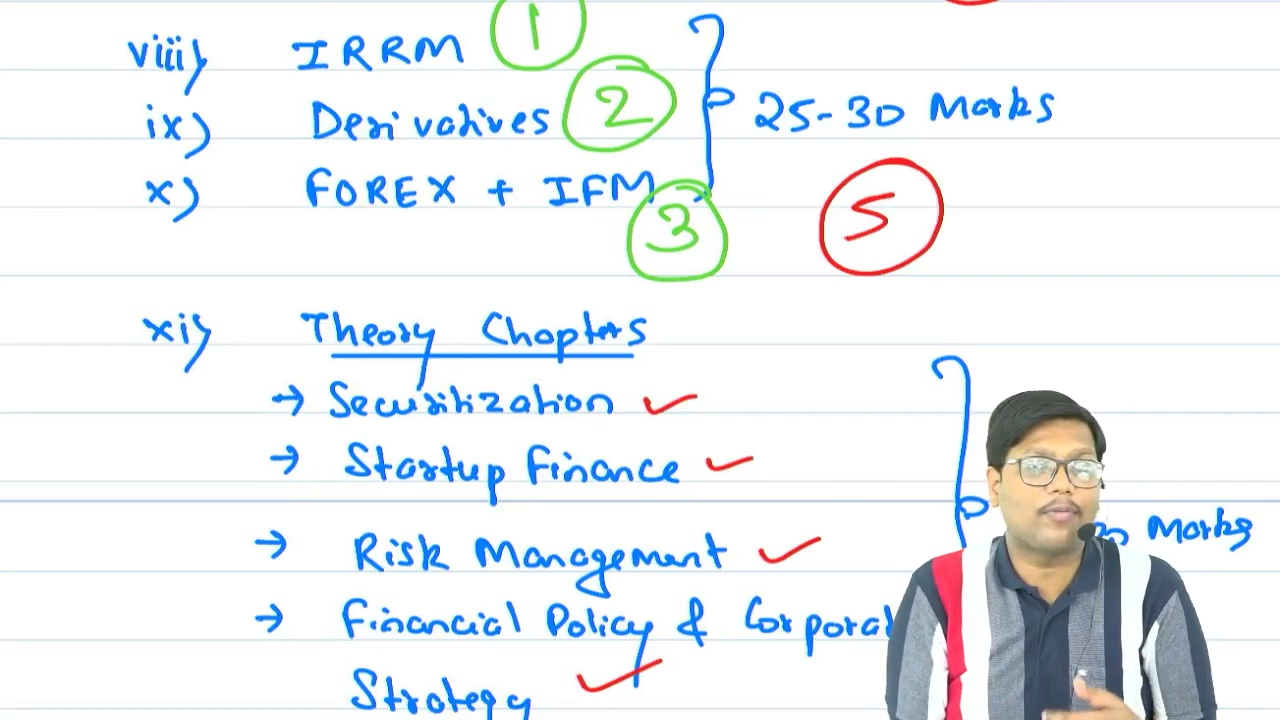 viii) IRRM 1
ix) Derivatives 2
x) FOREX + IFM 3
25-30 Marks
5
xi) Theory Chapters
→ Securitization
→ Startup Finance
→ Risk Management
→ Financial Policy &
Strategy
Marks